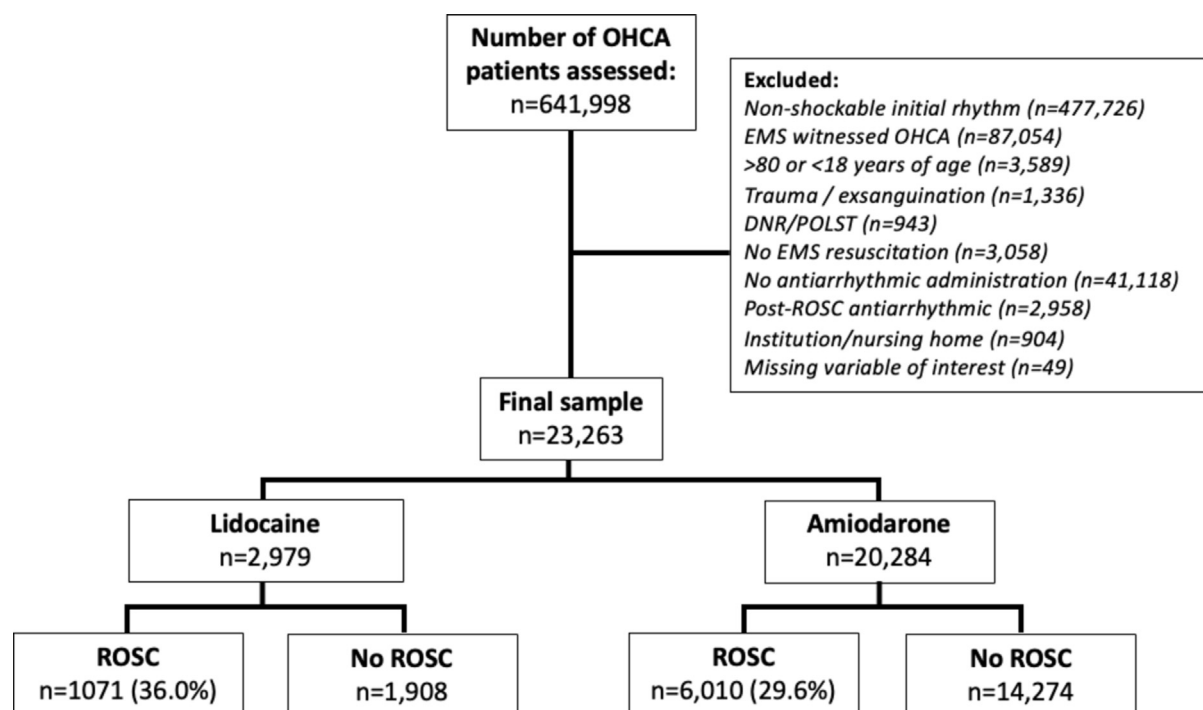 Number of OHCA
patients assessed:
n=641,998
Excluded:
Non-shockable initial rhythm (n=477,726)
EMS witnessed OHCA (n=87,054)
>80 or <18 years of age (n=3,589)
Trauma / exsanguination (n=1,336)
DNR/POLST (n=943)
No EMS resuscitation (n=3,058)
No antiarrhythmic administration (n=41,118)
Post-ROSC antiarrhythmic (n=2,958)
Institution/nursing home (n=904)
Missing variable of interest (n=49)
Final sample
n=23,263
Lidocaine
n=2,979
Amiodarone
n=20,284
ROSC
n=1071 (36.0%)
No ROSC
n=1,908
ROSC
n=6,010 (29.6%)
No ROSC
n=14,274